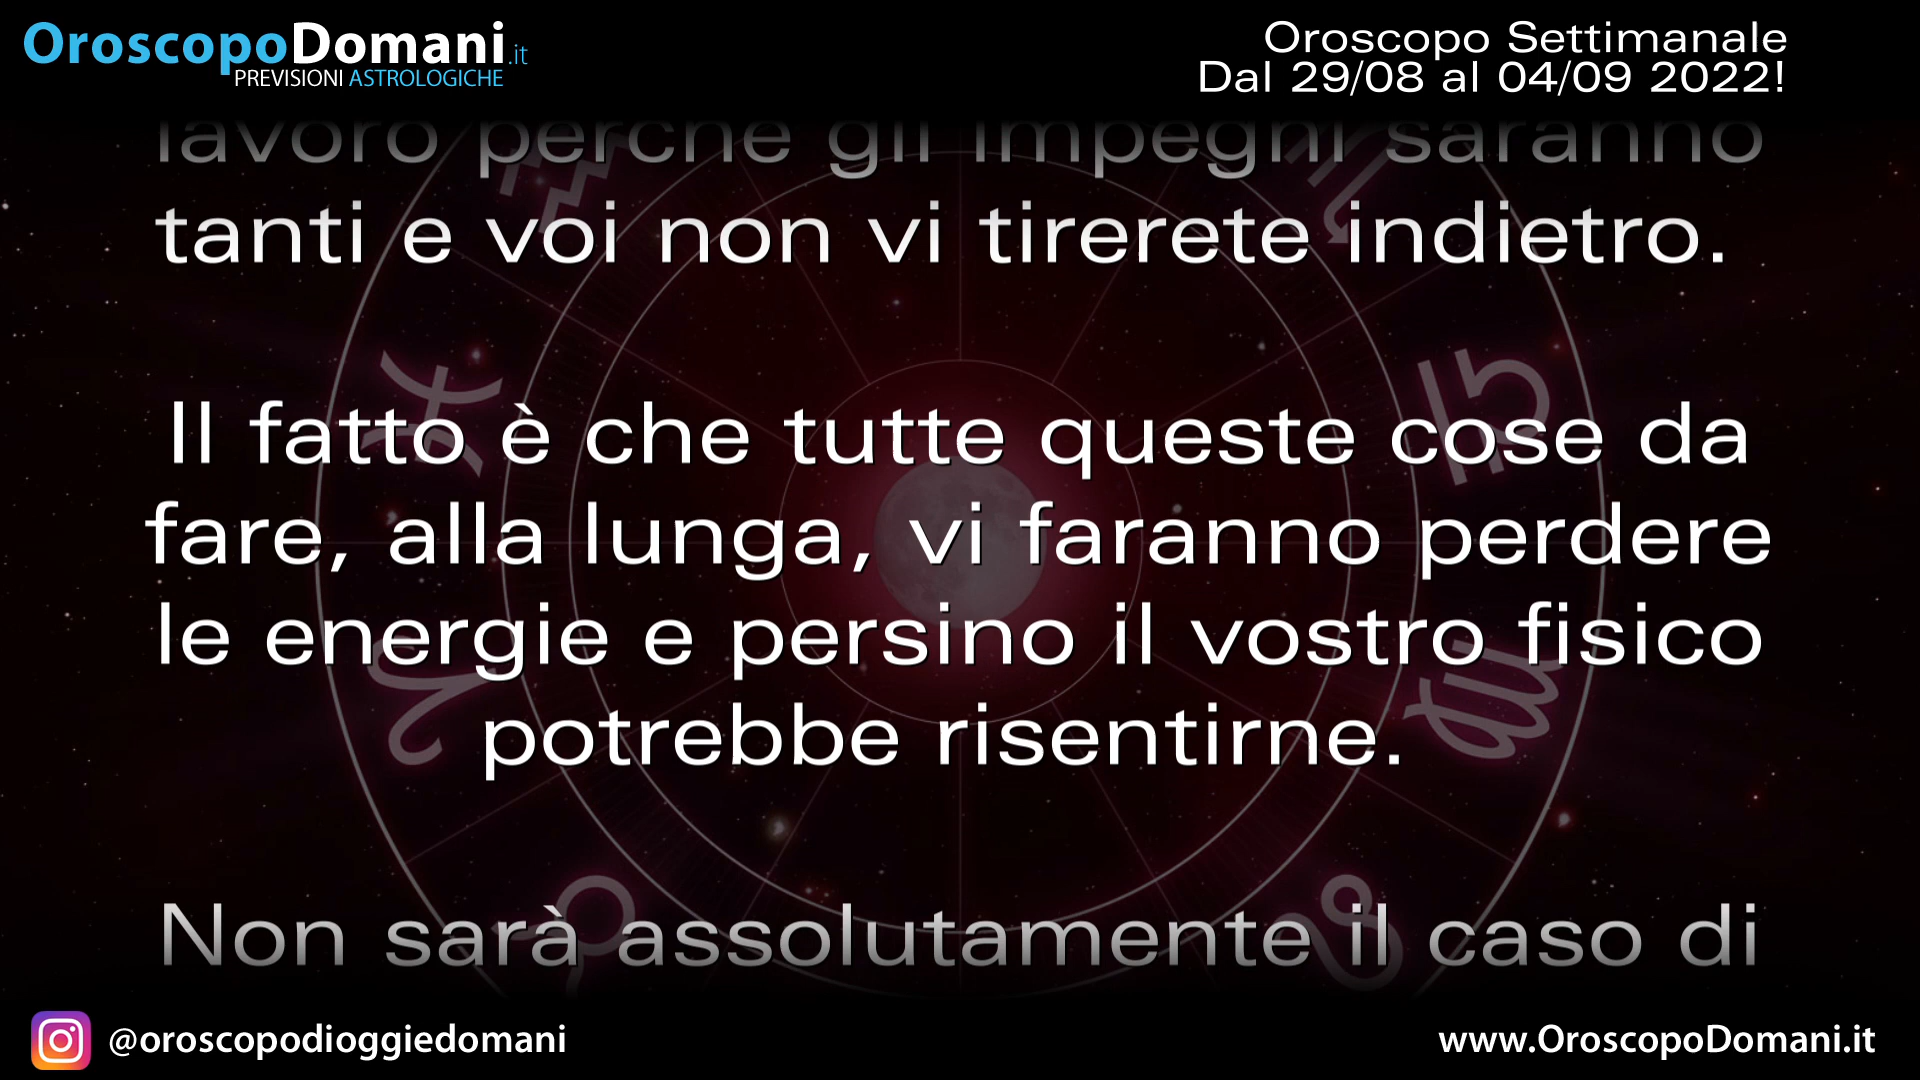 OroscopoDomani.it
PREVISIONI ASTROLOGICHE
Oroscopo Settimanale
Dal 29/08 al 04/09 2022!
lavoro perché gli impegni saranno
tanti e voi non vi tirerete indietro.
Il fatto è che tutte queste cose da
fare, alla lunga, vi faranno perdere
le energie e persino il vostro fisico
potrebbe risentirne.
Non sarà assolutamente il caso di
@oroscopodioggiedomani
www.OroscopoDomani.it